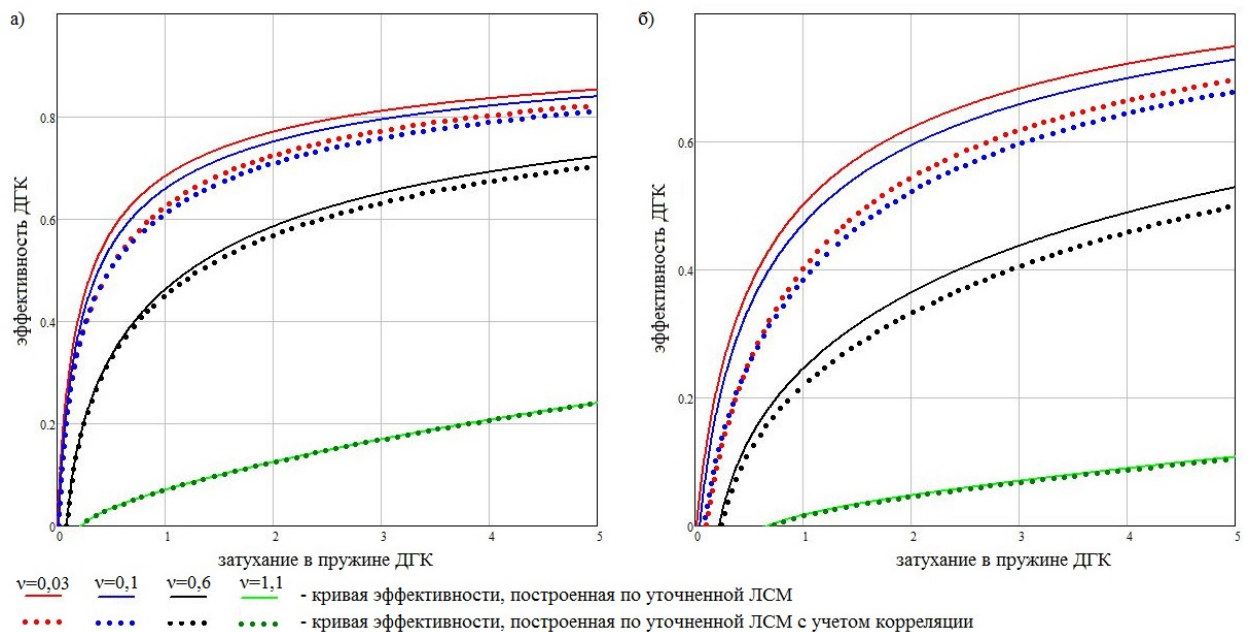 а)
эффективность ДГК
0.8
0.6
0.4
0.2
0
0 1 2 3 4 5
затухание в пружине ДГК
б)
эффективность ДГК
0.6
0.4
0.2
0
0 1 2 3 4 5
затухание в пружине ДГК
ν=0,03 ν=0,1 ν=0,6 ν=1,1
- кривая эффективности, построенная по уточненной ЛСМ
- кривая эффективности, построенная по уточненной ЛСМ с учетом корреляции